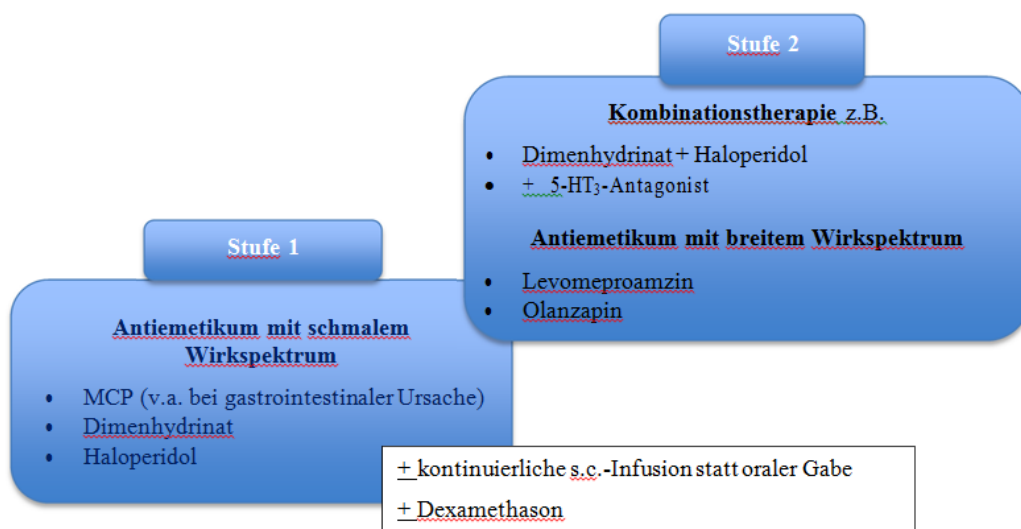 Stufe 2
Kombinationstherapie z.B.
• Dimenhydrinat + Haloperidol
• + 5-HT₃-Antagonist
Antiemetikum mit breitem Wirkspektrum
• Levomeproamzin
• Olanzapin
Stufe 1
Antiemetikum mit schmalem
Wirkspektrum
• MCP (v.a. bei gastrointestinaler Ursache)
• Dimenhydrinat
• Haloperidol
+ kontinuierliche s.c.-Infusion statt oraler Gabe
+ Dexamethason